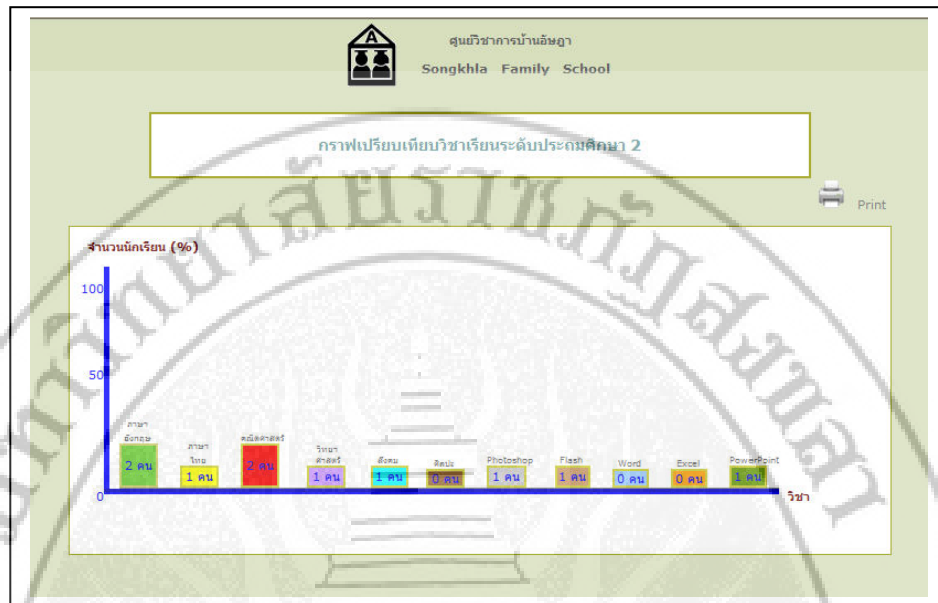 A
ศูนย์วิชาการบ้านอัษฎา
Songkhla Family School
กราฟเปรียบเทียบวิชาเรียนระดับประถมศึกษา 2
Print
จำนวนนักเรียน (%)
100
50
0
ภาษา
อังกฤษ
2 คน
ภาษา
ไทย
1 คน
คณิตศาสตร์
2 คน
วิทยา
ศาสตร์
1 คน
สังคม
1 คน
ศิลปะ
0 คน
Photoshop
1 คน
Flash
1 คน
Word
0 คน
Excel
0 คน
PowerPoint
1 คน
วิชา